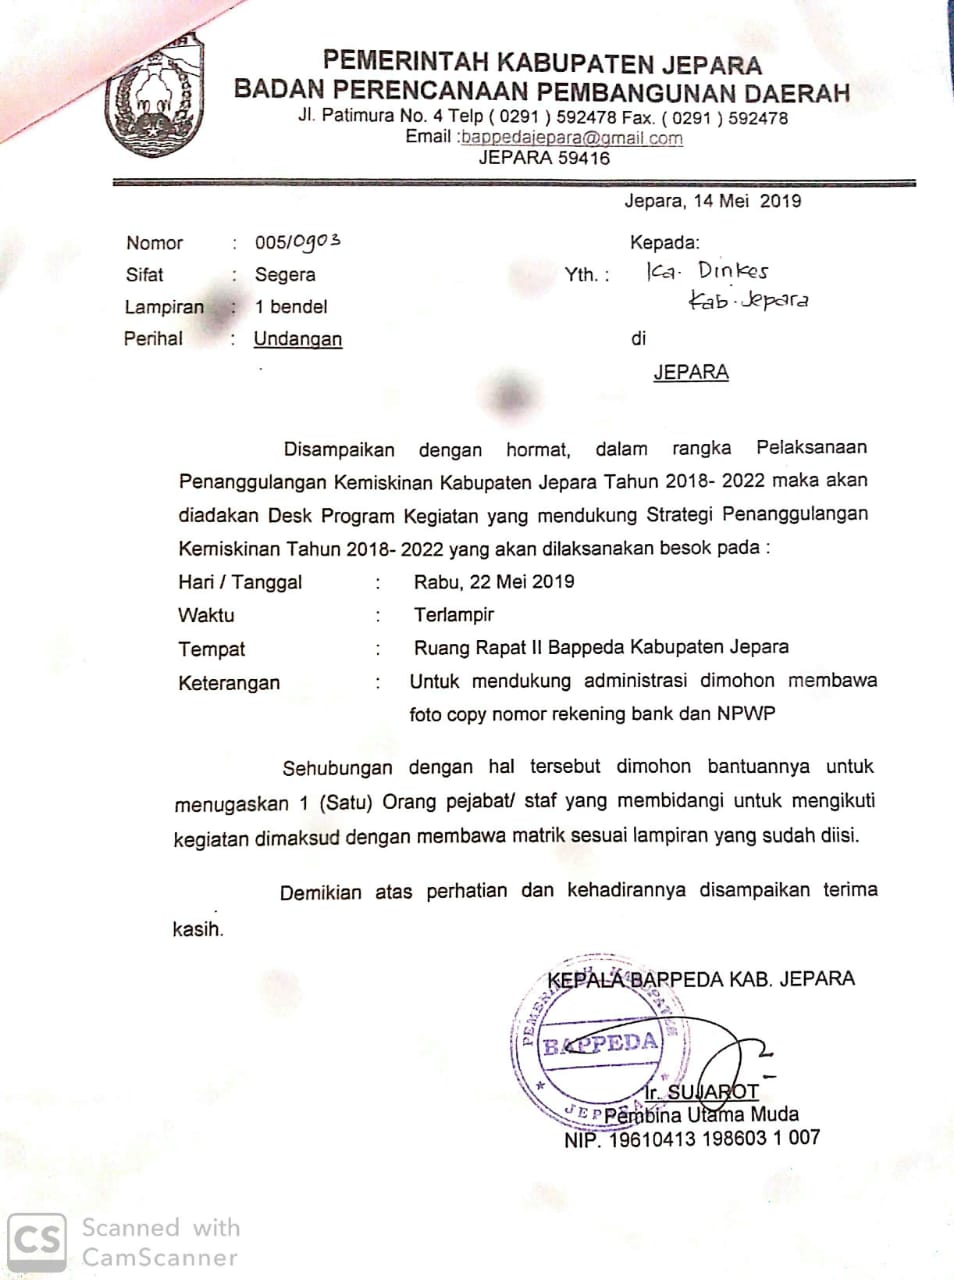 PEMERINTAH KABUPATEN JEPARA
BADAN PERENCANAAN PEMBANGUNAN DAERAH
Jl. Patimura No. 4 Telp ( 0291 ) 592478 Fax. ( 0291 ) 592478
Email :bappedajepara@gmail.com
JEPARA 59416
Jepara, 14 Mei 2019
Nomor : 005/0903
Kepada:
Sifat : Segera
Yth. : Ka. Dinkes
Lampiran : 1 bendel
Kab. Jepara
Perihal : Undangan
di
JEPARA
Disampaikan dengan hormat, dalam rangka Pelaksanaan
Penanggulangan Kemiskinan Kabupaten Jepara Tahun 2018- 2022 maka akan
diadakan Desk Program Kegiatan yang mendukung Strategi Penanggulangan
Kemiskinan Tahun 2018- 2022 yang akan dilaksanakan besok pada :
Hari / Tanggal : Rabu, 22 Mei 2019
Waktu : Terlampir
Tempat : Ruang Rapat II Bappeda Kabupaten Jepara
Keterangan : Untuk mendukung administrasi dimohon membawa
foto copy nomor rekening bank dan NPWP
Sehubungan dengan hal tersebut dimohon bantuannya untuk
menugaskan 1 (Satu) Orang pejabat/ staf yang membidangi untuk mengikuti
kegiatan dimaksud dengan membawa matrik sesuai lampiran yang sudah diisi.
Demikian atas perhatian dan kehadirannya disampaikan terima
kasih.
KEPALA BAPPEDA KAB. JEPARA
PEMERINTAH KABUPATEN
BAPPEDA
JEPARA
Ir. SUJAROT
Pembina Utama Muda
NIP. 19610413 198603 1 007
CS
Scanned with
CamScanner